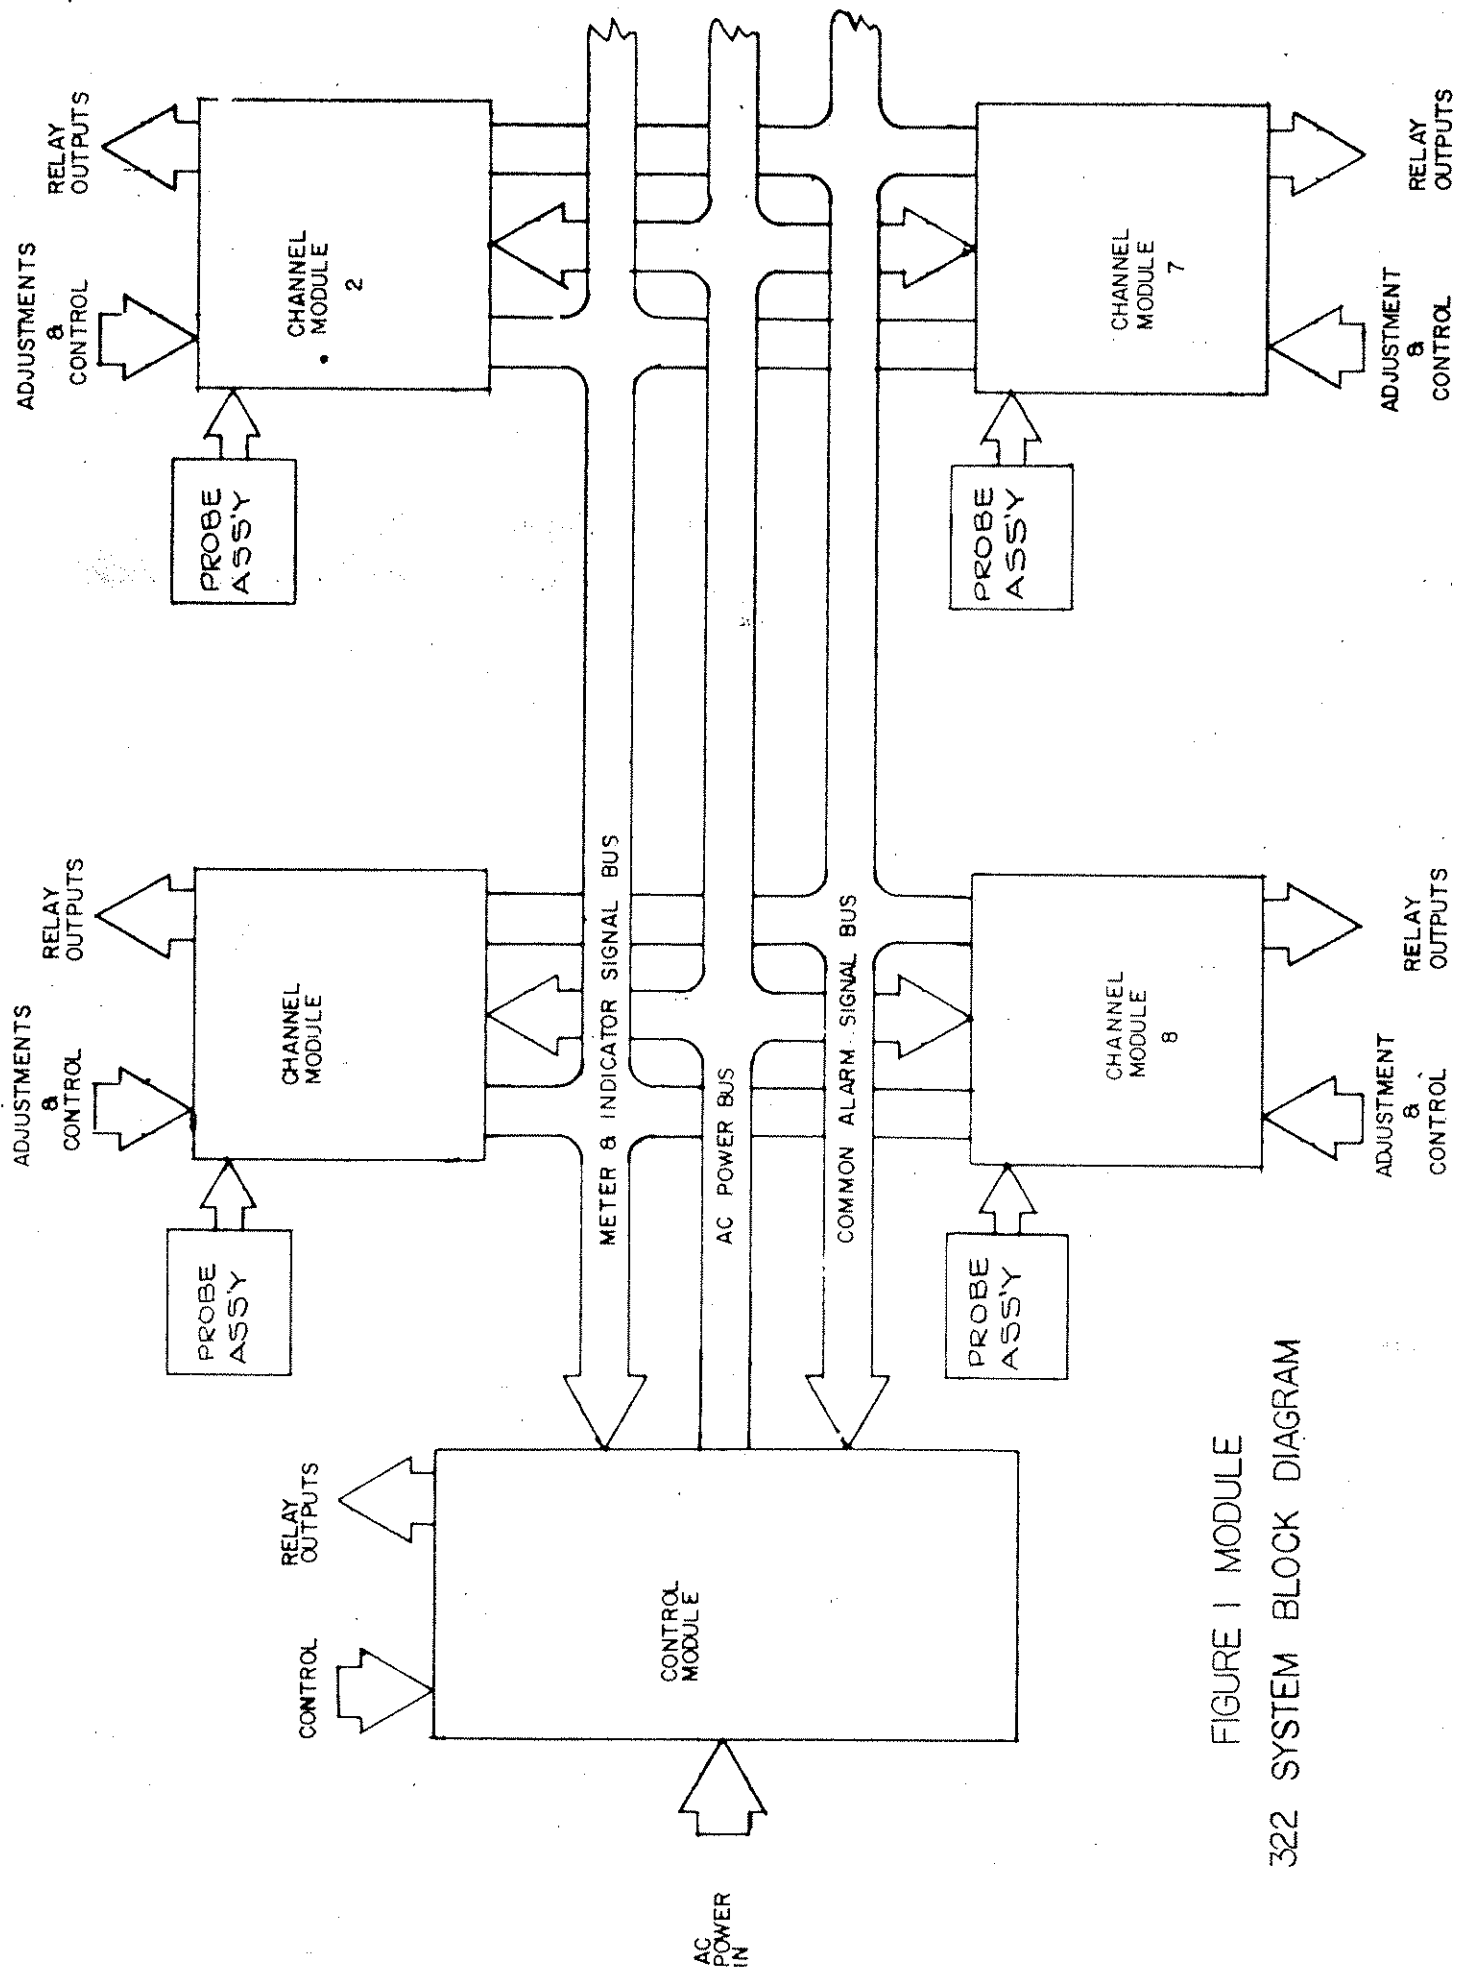 ADJUSTMENTS
&
CONTROL
RELAY
OUTPUTS
ADJUSTMENTS
&
CONTROL
RELAY
OUTPUTS
PROBE
ASS'Y
CHANNEL
MODULE
PROBE
ASS'Y
CHANNEL
MODULE
2
CONTROL
RELAY
OUTPUTS
AC
POWER
IN
CONTROL
MODULE
METER & INDICATOR SIGNAL BUS
AC POWER BUS
COMMON ALARM SIGNAL BUS
PROBE
ASS'Y
CHANNEL
MODULE
8
PROBE
ASS'Y
CHANNEL
MODULE
7
ADJUSTMENT
&
CONTROL
RELAY
OUTPUTS
ADJUSTMENT
&
CONTROL
RELAY
OUTPUTS
FIGURE 1 MODULE
322 SYSTEM BLOCK DIAGRAM